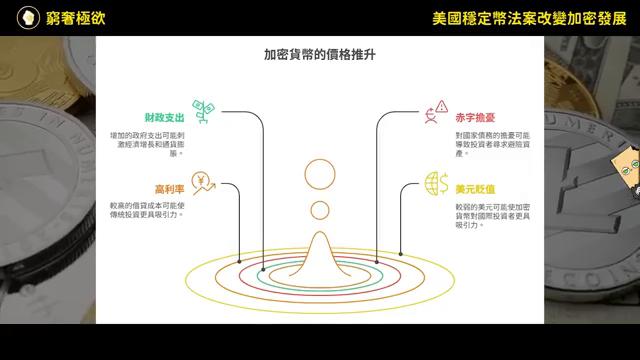 窮奢極欲
美國穩定幣法案改變加密發展
加密貨幣的價格推升
財政支出
增加的政府支出可能刺
激經濟增長和通貨膨
脹。
高利率
較高的借貸成本可能使
傳統投資更具吸引力。
赤字擔憂
對國家債務的擔憂可能
導致投資者尋求避險資
產。
美元貶值
較弱的美元可能使加密
貨幣對國際投資者更具
吸引力。